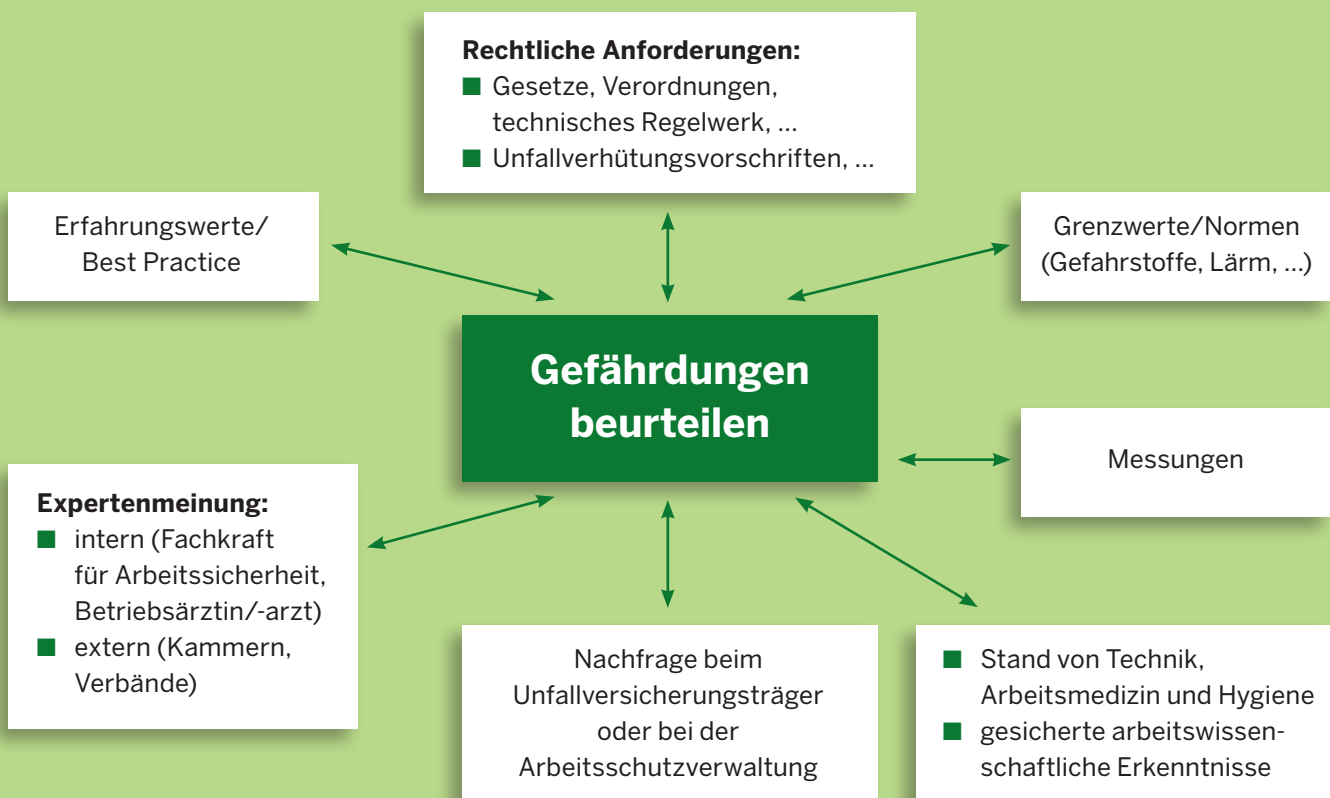 Rechtliche Anforderungen:
■ Gesetze, Verordnungen,
technisches Regelwerk, ...
■ Unfallverhütungsvorschriften, ...
Erfahrungswerte/
Best Practice
Grenzwerte/Normen
(Gefahrstoffe, Lärm, ...)
Gefährdungen
beurteilen
Messungen
Expertenmeinung:
■ intern (Fachkraft
für Arbeitssicherheit,
Betriebsärztin/-arzt)
■ extern (Kammern,
Verbände)
Nachfrage beim
Unfallversicherungsträger
oder bei der
Arbeitsschutzverwaltung
■ Stand von Technik,
Arbeitsmedizin und Hygiene
■ gesicherte arbeitswissen-
schaftliche Erkenntnisse